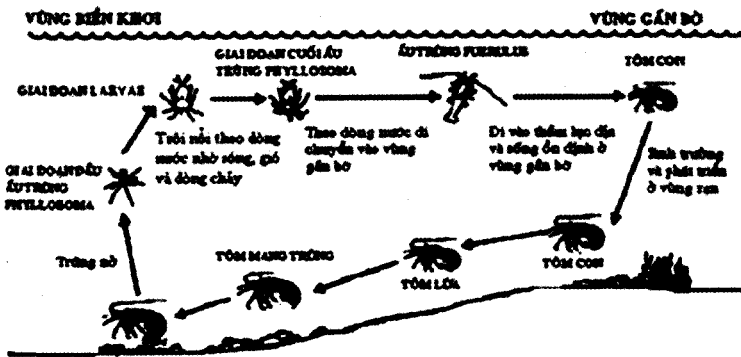 VÙNG BIỂN KHƠI
VÙNG GẦN BỜ
GIAI ĐOẠN CUỐI ẤU
TRÙNG PHYLLOSOMA
ẤU TRÙNG PUERULUS
TÔM CON
GIAI ĐOẠN LARVAS
Trôi nổi theo dòng
nước nhờ sóng, gió
và dòng chảy
Theo dòng nước di
chuyển vào vùng
gần bờ
Di vào thềm lục địa
và sống ổn định ở
vùng gần bờ
Sinh trưởng
và phát triển
ở vùng rạn
GIAI ĐOẠN ĐẦU
ẤU TRÙNG
PHYLLOSOMA
Trứng nở
TÔM MANG TRỨNG
TÔM LỨA
TÔM CON